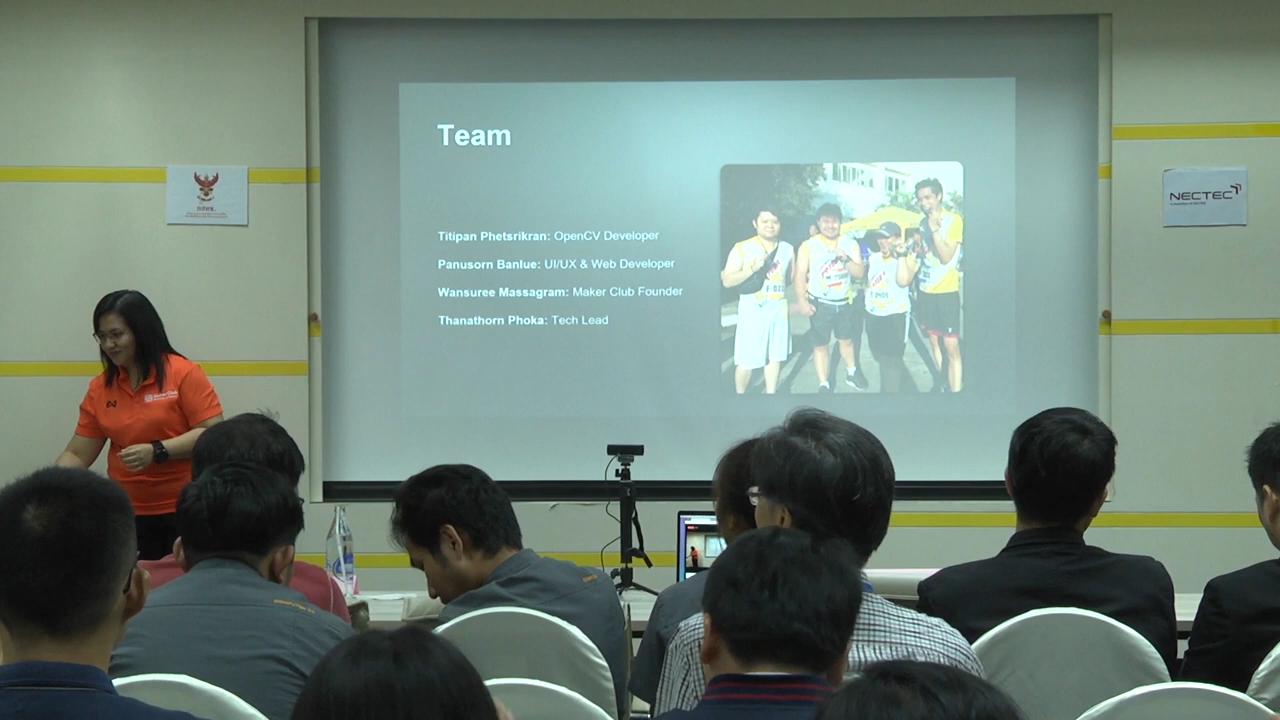 Team
Titipan Phetsrikran: OpenCV Developer
Panusorn Banlue: UI/UX & Web Developer
Wansuree Massagram: Maker Club Founder
Thanathorn Phoka: Tech Lead
NECTEC